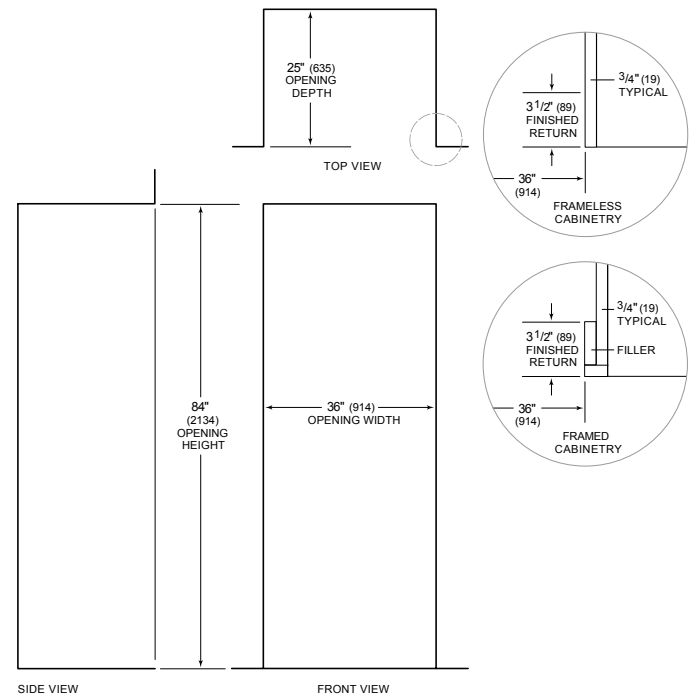 25" (635)
OPENING
DEPTH
TOP VIEW
3/4" (19)
TYPICAL
3 1/2" (89)
FINISHED
RETURN
36"
(914)
FRAMELESS
CABINETRY
3/4" (19)
TYPICAL
3 1/2" (89)
FINISHED
RETURN
FILLER
36"
(914)
FRAMED
CABINETRY
84"
(2134)
OPENING
HEIGHT
36" (914)
OPENING WIDTH
SIDE VIEW
FRONT VIEW